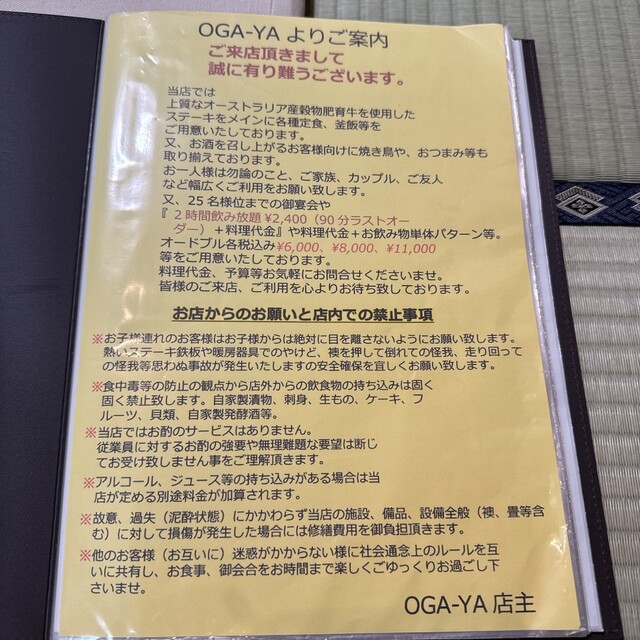 OGA-YA よりご案内
ご来店頂きまして
誠に有り難うございます。
当店では
上質なオーストラリア産穀物肥育牛を使用した
ステーキをメインに各種定食、釜飯等を
ご用意いたしております。
又、お酒を召し上がるお客様向けに焼き鳥や、おつまみ等も
取り揃えております。
お一人様は勿論のこと、ご家族、カップル、ご友人
など幅広くご利用をお願い致します。
又、25名様位までの御宴会や
『２時間飲み放題 ¥2,400（90分ラストオー
ダー）＋料理代金』や料理代金＋お飲み物単体パターン等。
オードブル各税込み¥6,000、¥8,000、¥11,000
等をご用意いたしております。
料理代金、予算等お気軽にお問合せくださいませ。
皆様のご来店、ご利用を心よりお待ち致しております。
お店からのお願いと店内での禁止事項
※お子様連れのお客様はお子様からは絶対に目を離さないようにお願い致します。
熱いステーキ鉄板や暖房器具でのやけど、襖を押して倒れての怪我、走り回って
の怪我等思わぬ事故が発生いたしますの安全確保を宜しくお願い致します。
※食中毒等の防止の観点から店外からの飲食物の持ち込みは固く
固く禁止致します。自家製漬物、刺身、生もの、ケーキ、フ
ルーツ、貝類、自家製発酵酒等。
※当店ではお酌のサービスはありません。
従業員に対するお酌の強要や無理難題な要望は断じ
てお受け致しません事をご理解頂きます。
※アルコール、ジュース等の持ち込みがある場合は当
店が定める別途料金が加算されます。
※故意、過失（泥酔状態）にかかわらず当店の施設、備品、設備全般（襖、畳等含
む）に対して損傷が発生した場合には修繕費用を御負担頂きます。
※他のお客様（お互いに）迷惑がかからない様に社会通念上のルールを互
いに共有し、お食事、御会合をお時間まで楽しくごゆっくりお過ごし下
さいませ。
OGA-YA 店主